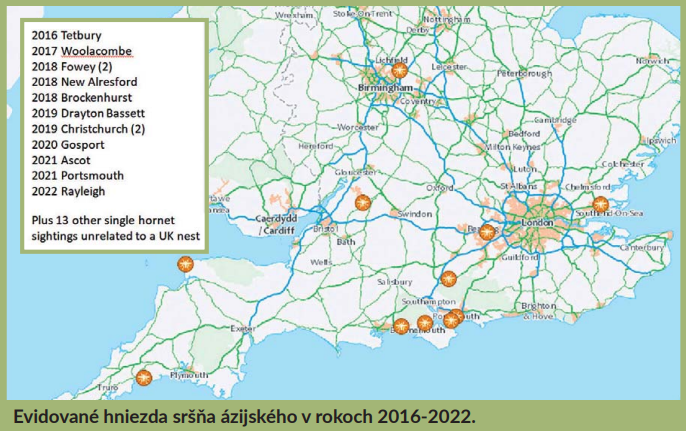 2016 Tetbury
2017 Woolacombe
2018 Fowey (2)
2018 New Alresford
2018 Brockenhurst
2019 Drayton Bassett
2019 Christchurch (2)
2020 Gosport
2021 Ascot
2021 Portsmouth
2022 Rayleigh
Plus 13 other single hornet
sightings unrelated to a UK nest
Wrexham
Stoke-On-Trent
Nottingham
Derby
Lichfield
Leicester
Peterborough
Norwich
Birmingham
Coventry
Worcester
Cambridge
Bedford
Ipswich
Hereford
Milton Keynes
Colchester
Gloucester
Luton
Oxford
St Albans
Chelmsford
Swindon
Southend-On-Sea
London
Caerdydd
/ Cardiff
Bristol
Bath
Canterbury
Guildford
Wells
Salisbury
Southampton
Brighton
& Hove
Exeter
Plymouth
Truro
Evidované hniezda sršňa ázijského v rokoch 2016-2022.